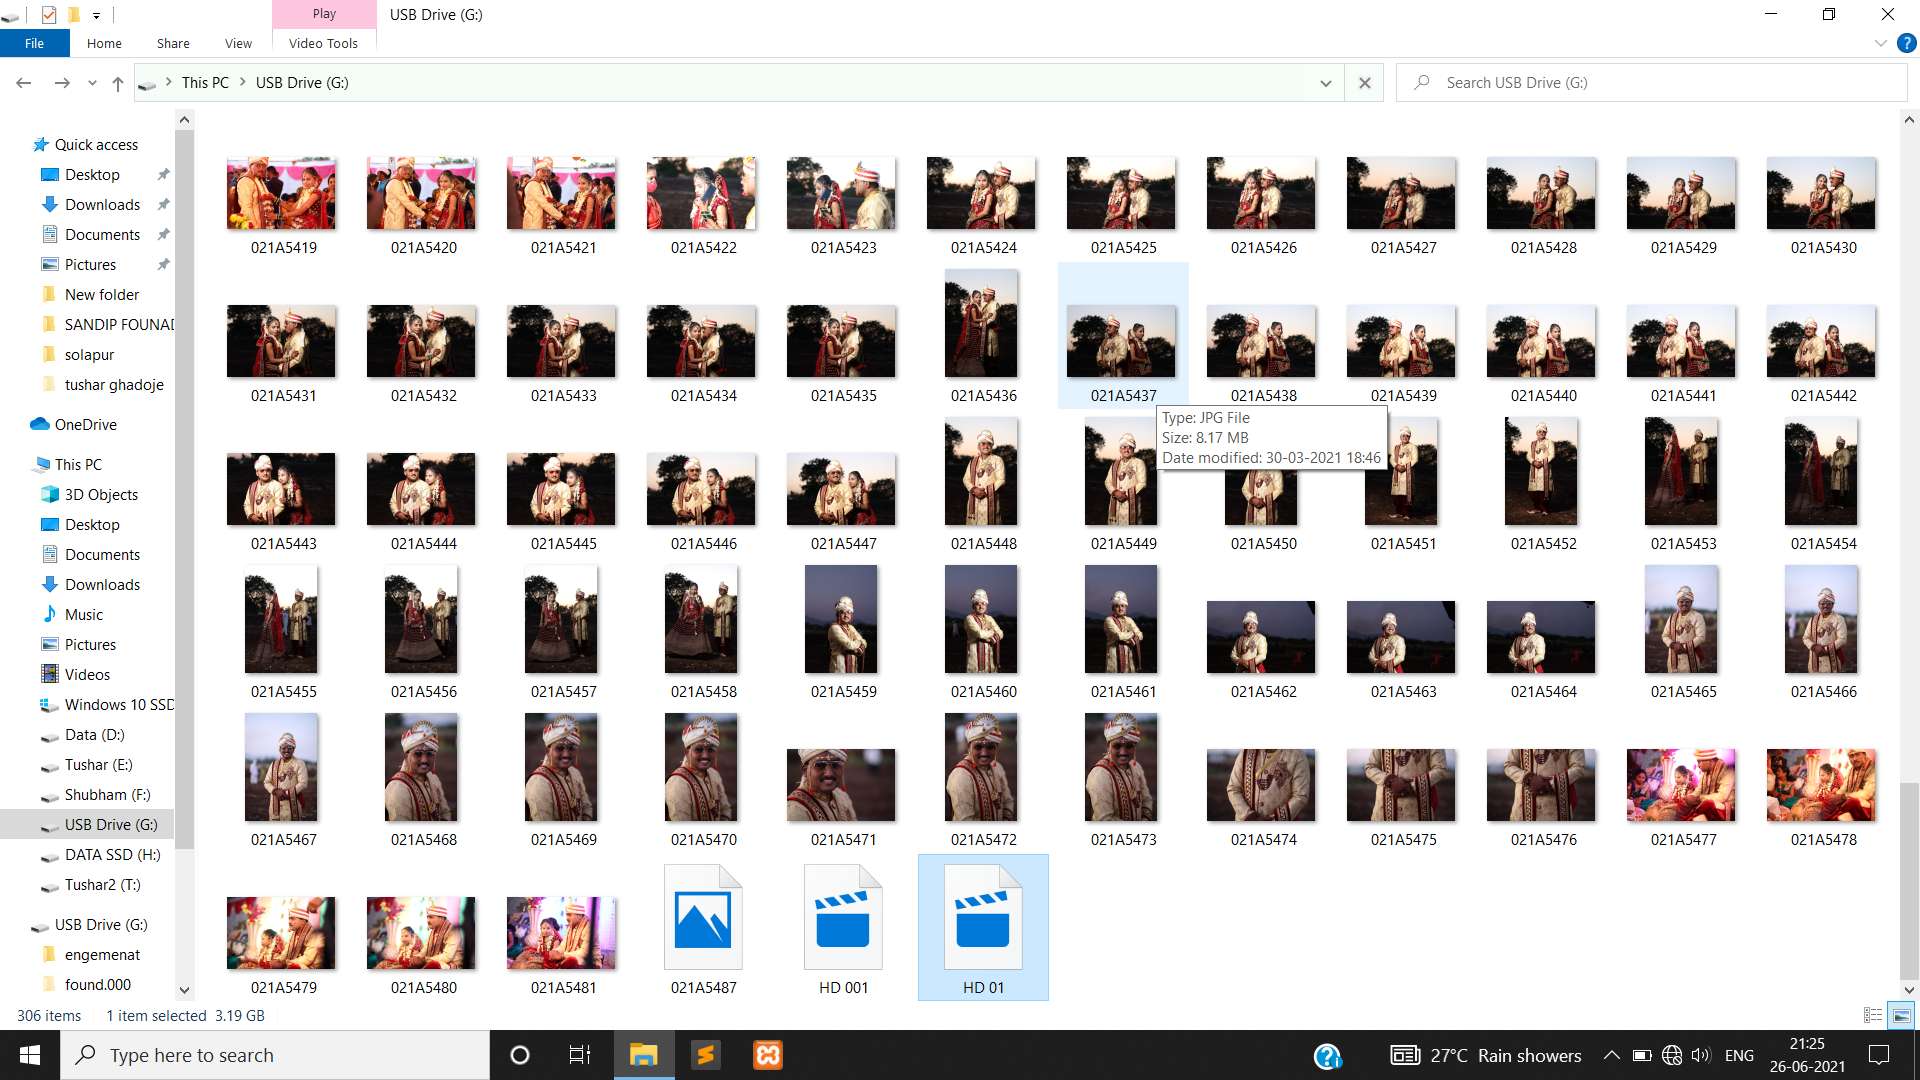 Play
USB Drive (G:)
File
Home
Share
View
Video Tools
This PC
USB Drive (G:)
Search USB Drive (G:)
Quick access
Desktop
Downloads
Documents
Pictures
New folder
SANDIP FOUNAD
solapur
tushar ghadoje
OneDrive
This PC
3D Objects
Desktop
Documents
Downloads
Music
Pictures
Videos
Windows 10 SSD
Data (D:)
Tushar (E:)
Shubham (F:)
USB Drive (G:)
DATA SSD (H:)
Tushar2 (T:)
USB Drive (G:)
engemenat
found.000
021A5419 021A5420 021A5421 021A5422 021A5423 021A5424 021A5425 021A5426 021A5427 021A5428 021A5429 021A5430
021A5431 021A5432 021A5433 021A5434 021A5435 021A5436 021A5437 021A5438 021A5439 021A5440 021A5441 021A5442
Type: JPG File
Size: 8.17 MB
Date modified: 30-03-2021 18:46
021A5443 021A5444 021A5445 021A5446 021A5447 021A5448 021A5449 021A5450 021A5451 021A5452 021A5453 021A5454
021A5455 021A5456 021A5457 021A5458 021A5459 021A5460 021A5461 021A5462 021A5463 021A5464 021A5465 021A5466
021A5467 021A5468 021A5469 021A5470 021A5471 021A5472 021A5473 021A5474 021A5475 021A5476 021A5477 021A5478
021A5479 021A5480 021A5481 021A5487 HD 001 HD 01
306 items 1 item selected 3.19 GB
Type here to search
27°C Rain showers
ENG
21:25
26-06-2021